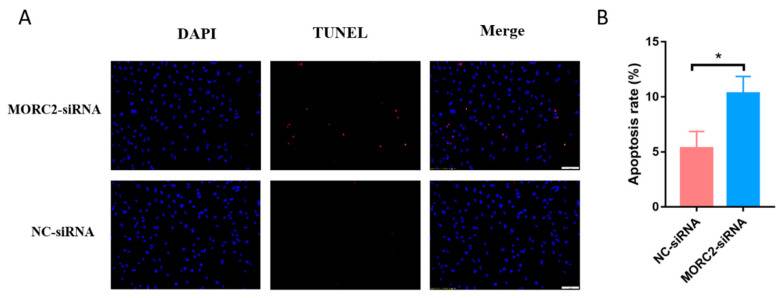 A
DAPI
TUNEL
Merge
MORC2-siRNA
NC-siRNA
B
Apoptosis rate (%)
15
10
5
0
*
NC-siRNA
MORC2-siRNA